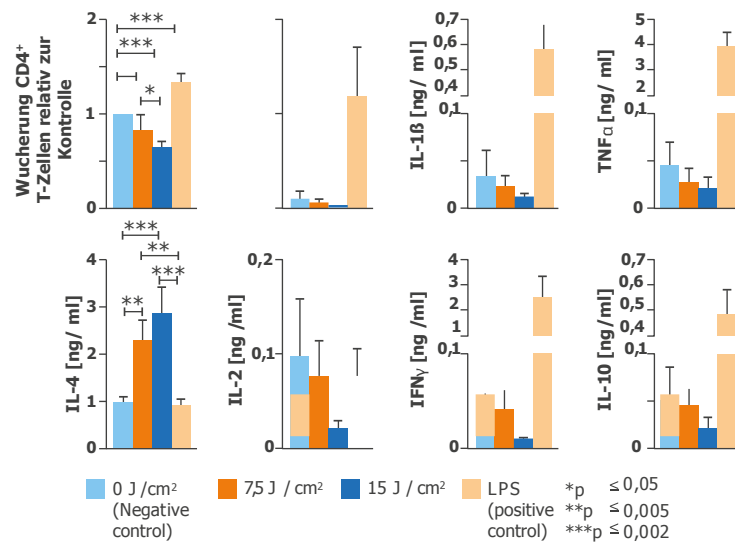 Wucherung CD4⁺
T-Zellen relativ zur
Kontrolle
2
1
0
***
***
*
IL-1ß [ng/ ml]
0,7
0,6
0,5
0,4
0,1
0
TNFα [ng/ ml]
5
4
3
2
0,1
0
IL-4 [ng/ ml]
4
3
2
1
0
***
**
***
**
IL-2 [ng /ml]
0,2
0,1
0
IFNγ [ng /ml]
4
3
2
1
0,1
0
IL-10 [ng/ ml]
0,7
0,6
0,5
0,4
0,1
0
0 J /cm²
(Negative
control)
7,5 J / cm²
15 J / cm²
LPS
(positive
control)
*p ≤ 0,05
**p ≤ 0,005
***p ≤ 0,002